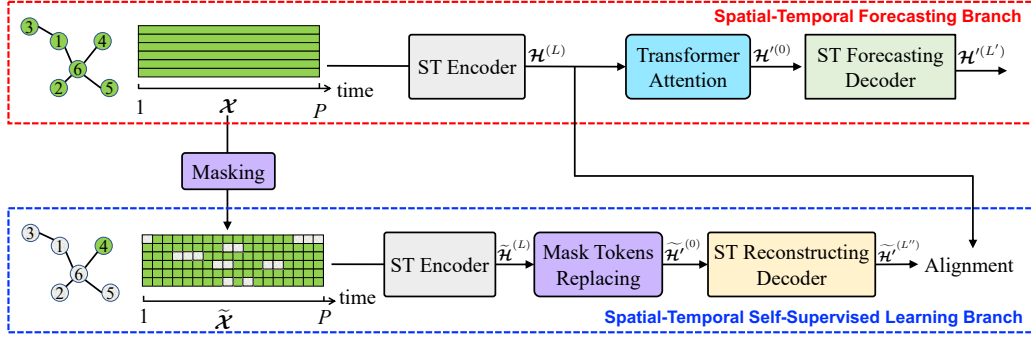 Spatial-Temporal Forecasting Branch
3
1
4
6
2
5
1
𝓧
P
time
ST Encoder
𝓗^(L)
Transformer
Attention
𝓗′^(0)
ST Forecasting
Decoder
𝓗′^(L′)
Masking
3
1
4
6
2
5
1
𝓧̃
P
time
ST Encoder
𝓗̃^(L)
Mask Tokens
Replacing
𝓗̃′^(0)
ST Reconstructing
Decoder
𝓗̃′^(L″)
Alignment
Spatial-Temporal Self-Supervised Learning Branch